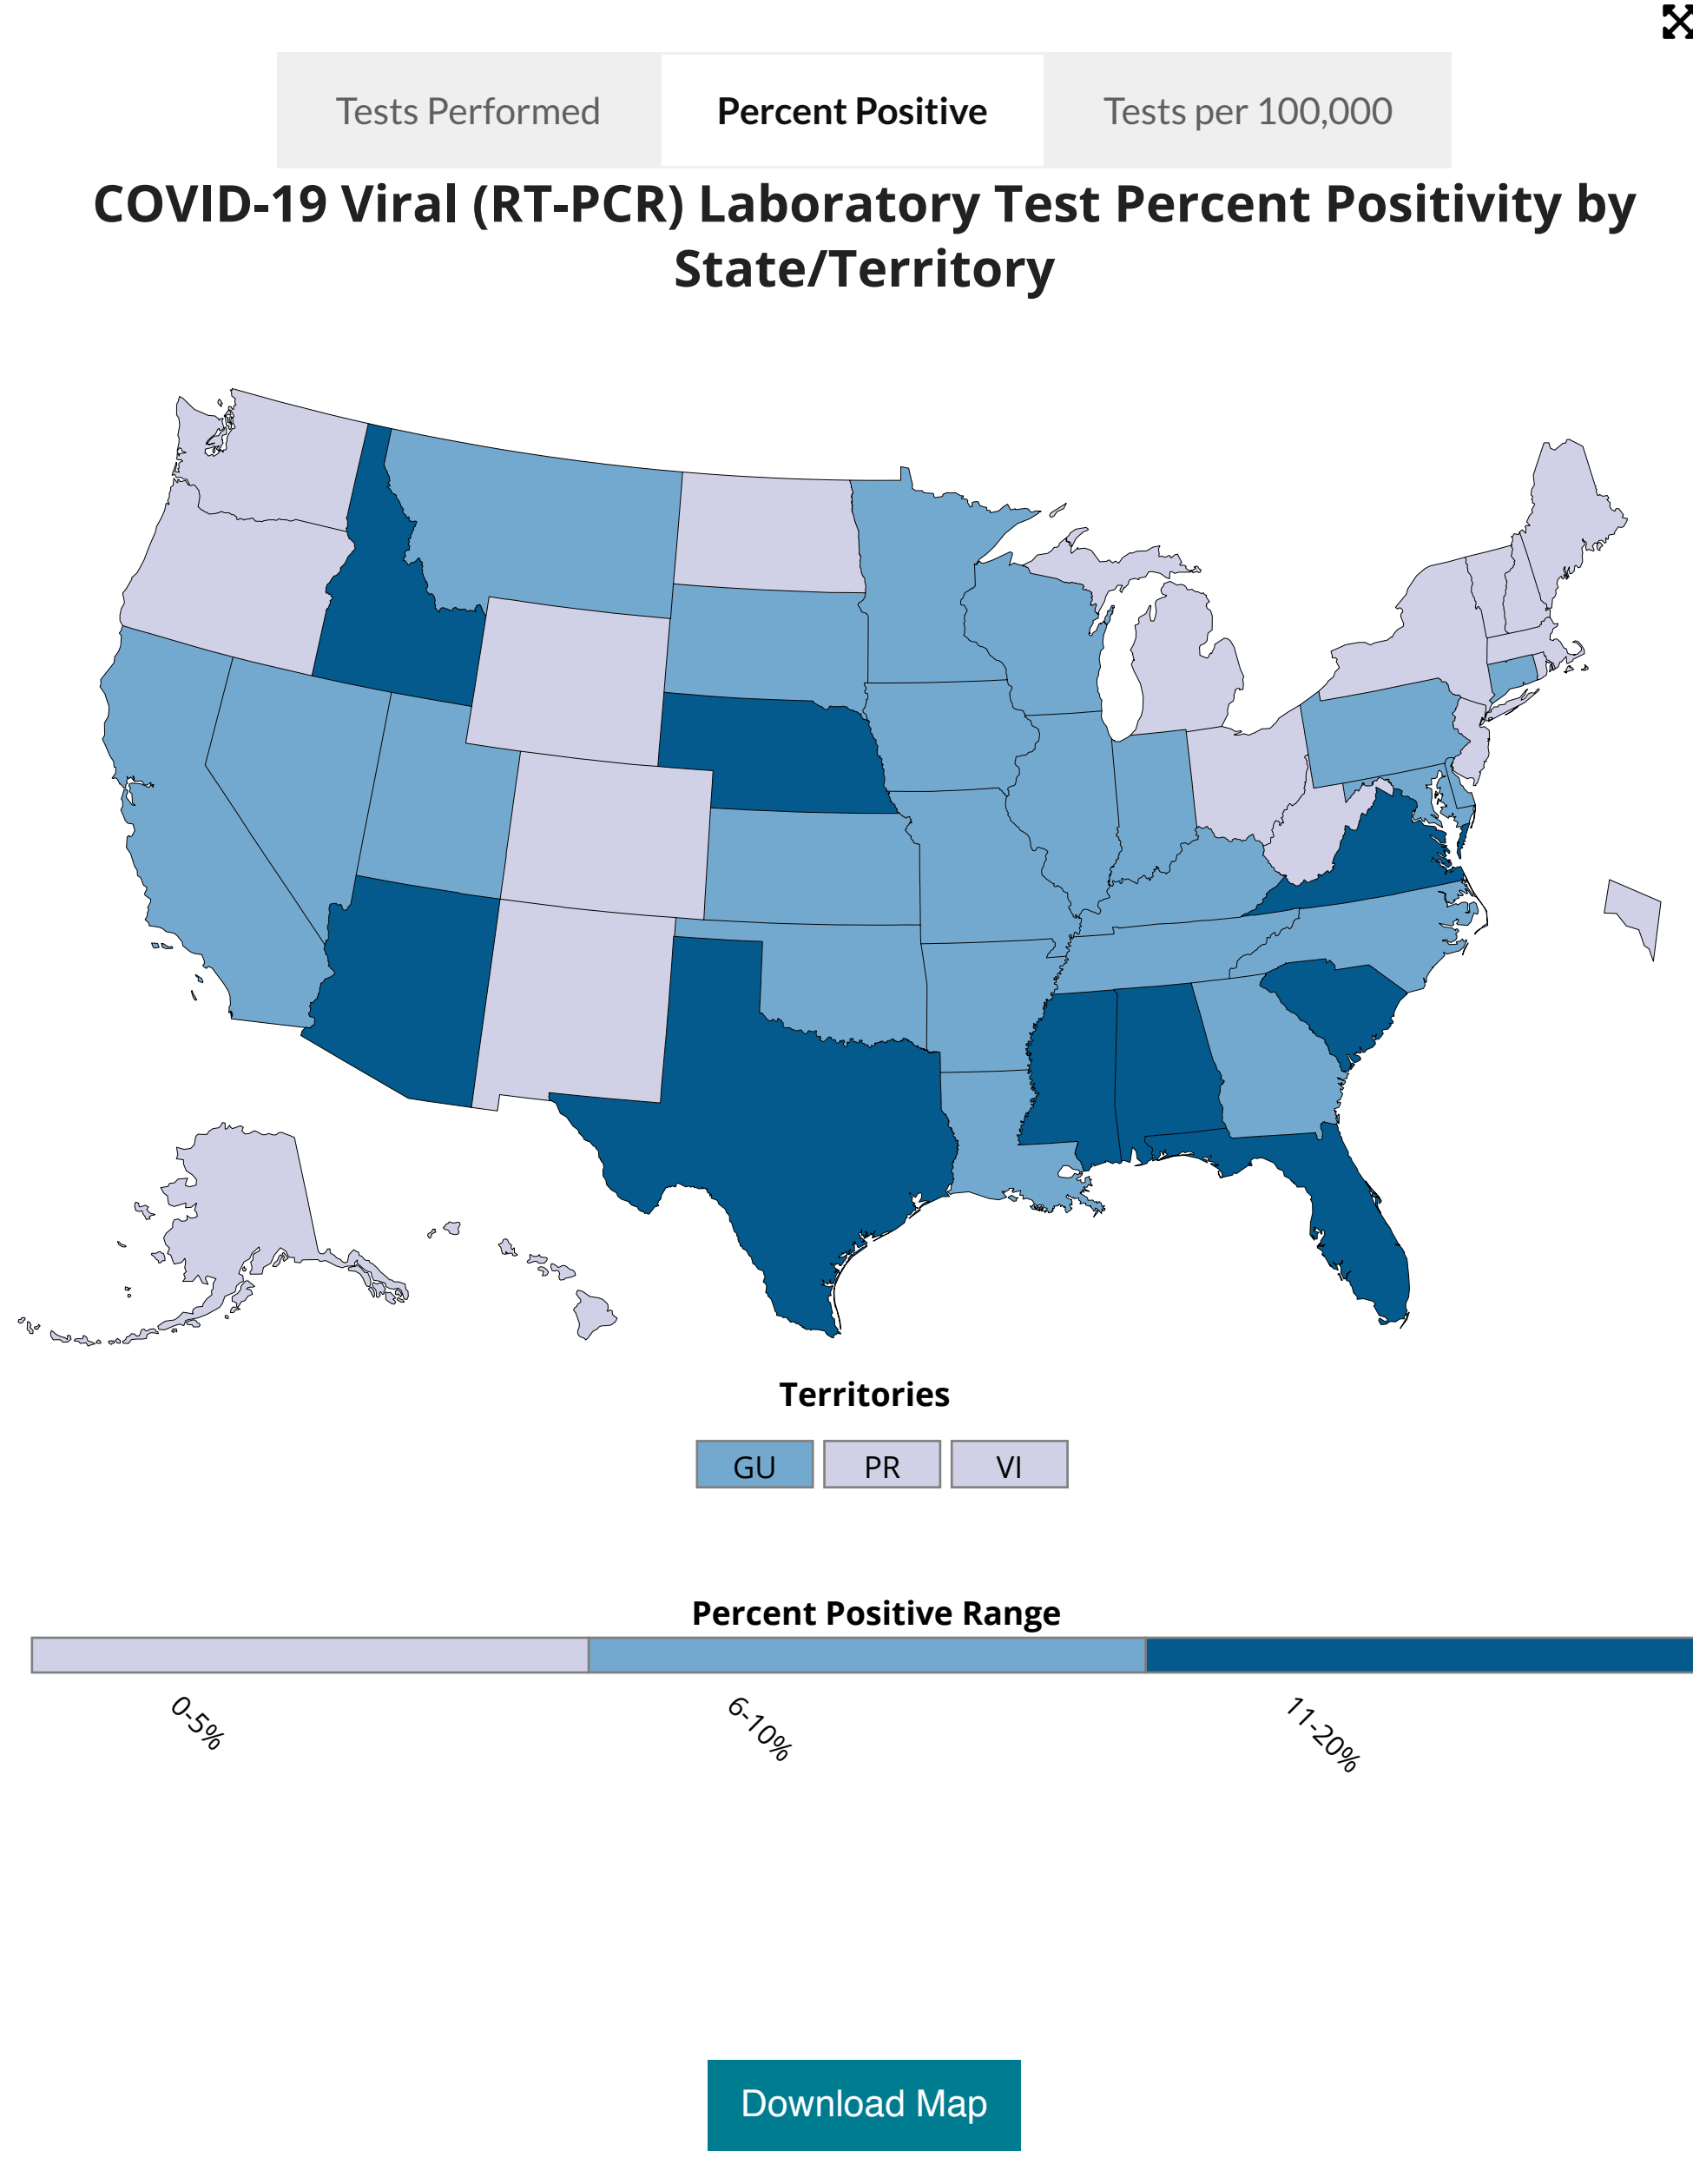 Tests Performed
Percent Positive
Tests per 100,000
COVID-19 Viral (RT-PCR) Laboratory Test Percent Positivity by
State/Territory
Territories
GU
PR
VI
Percent Positive Range
0-5%
6-10%
11-20%
Download Map